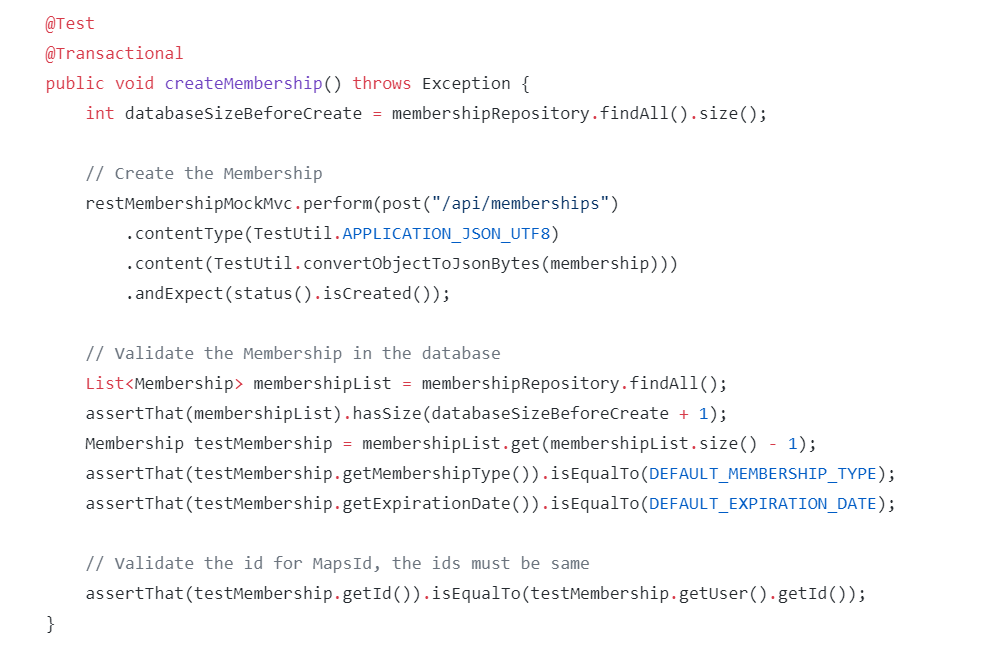 @Test
@Transactional
public void createMembership() throws Exception {
    int databaseSizeBeforeCreate = membershipRepository.findAll().size();

    // Create the Membership
    restMembershipMockMvc.perform(post("/api/memberships")
        .contentType(TestUtil.APPLICATION_JSON_UTF8)
        .content(TestUtil.convertObjectToJsonBytes(membership)))
        .andExpect(status().isCreated());

    // Validate the Membership in the database
    List<Membership> membershipList = membershipRepository.findAll();
    assertThat(membershipList).hasSize(databaseSizeBeforeCreate + 1);
    Membership testMembership = membershipList.get(membershipList.size() - 1);
    assertThat(testMembership.getMembershipType()).isEqualTo(DEFAULT_MEMBERSHIP_TYPE);
    assertThat(testMembership.getExpirationDate()).isEqualTo(DEFAULT_EXPIRATION_DATE);

    // Validate the id for MapsId, the ids must be same
    assertThat(testMembership.getId()).isEqualTo(testMembership.getUser().getId());
}